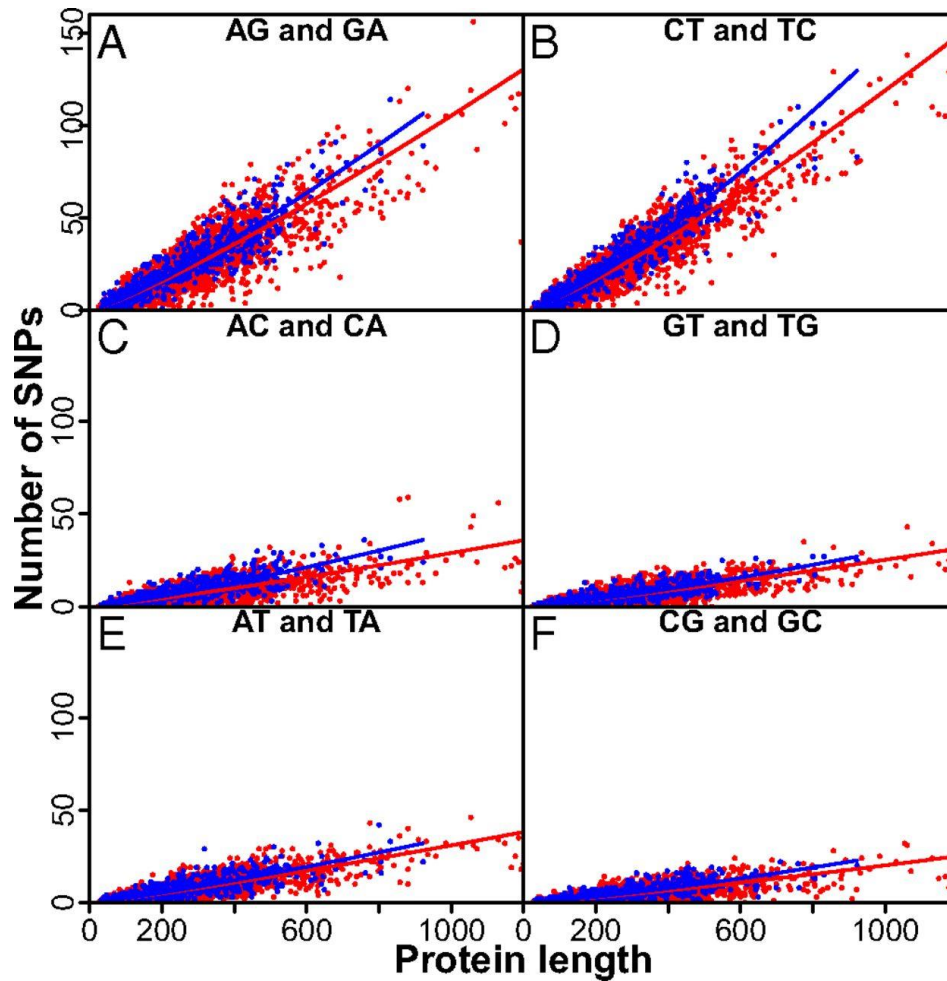 A AG and GA
B CT and TC
150
100
50
0
C AC and CA
D GT and TG
100
50
0
E AT and TA
F CG and GC
100
50
0
Number of SNPs
0 200 600 1000 0 200 600 1000
Protein length